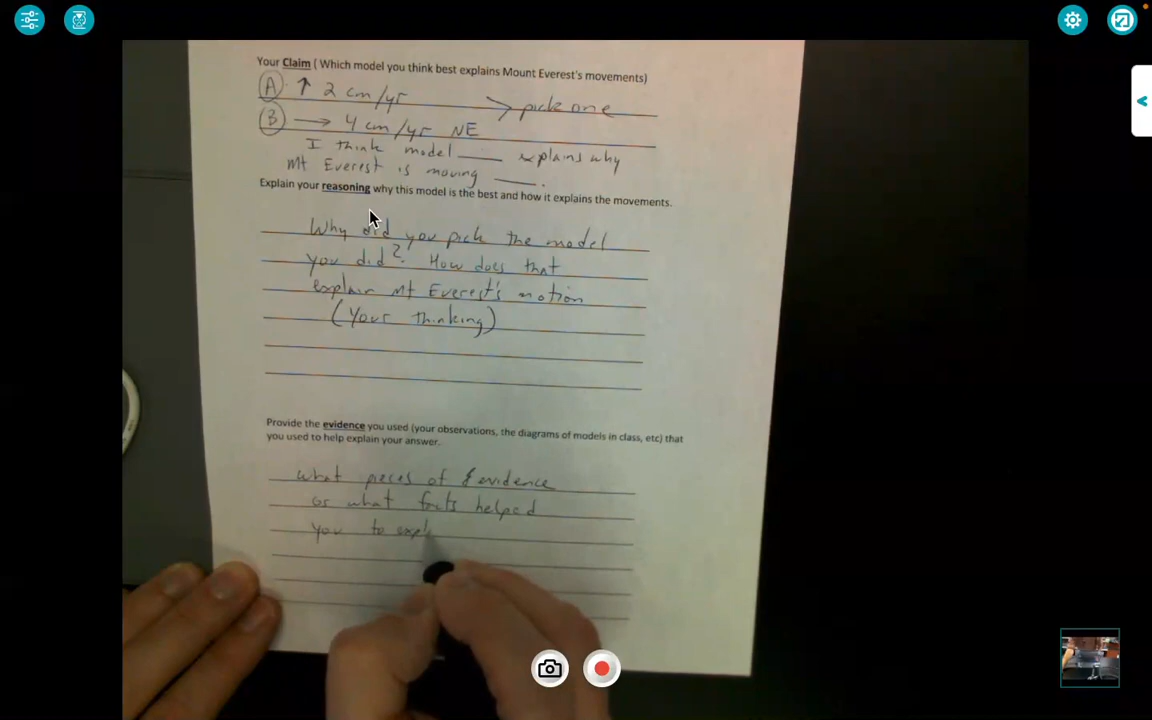 Your Claim ( Which model you think best explains Mount Everest's movements)
(A) ↑ 2 cm/yr > pick one
(B) → 4 cm/yr NE
I think model ____ explains why
Mt Everest is moving ____.
Explain your reasoning why this model is the best and how it explains the movements.
Why did you pick the model
you did? How does that
explain Mt Everest's motion
(Your thinking)
Provide the evidence you used (your observations, the diagrams of models in class, etc) that
you used to help explain your answer.
What pieces of evidence
or what facts helped
you to expl